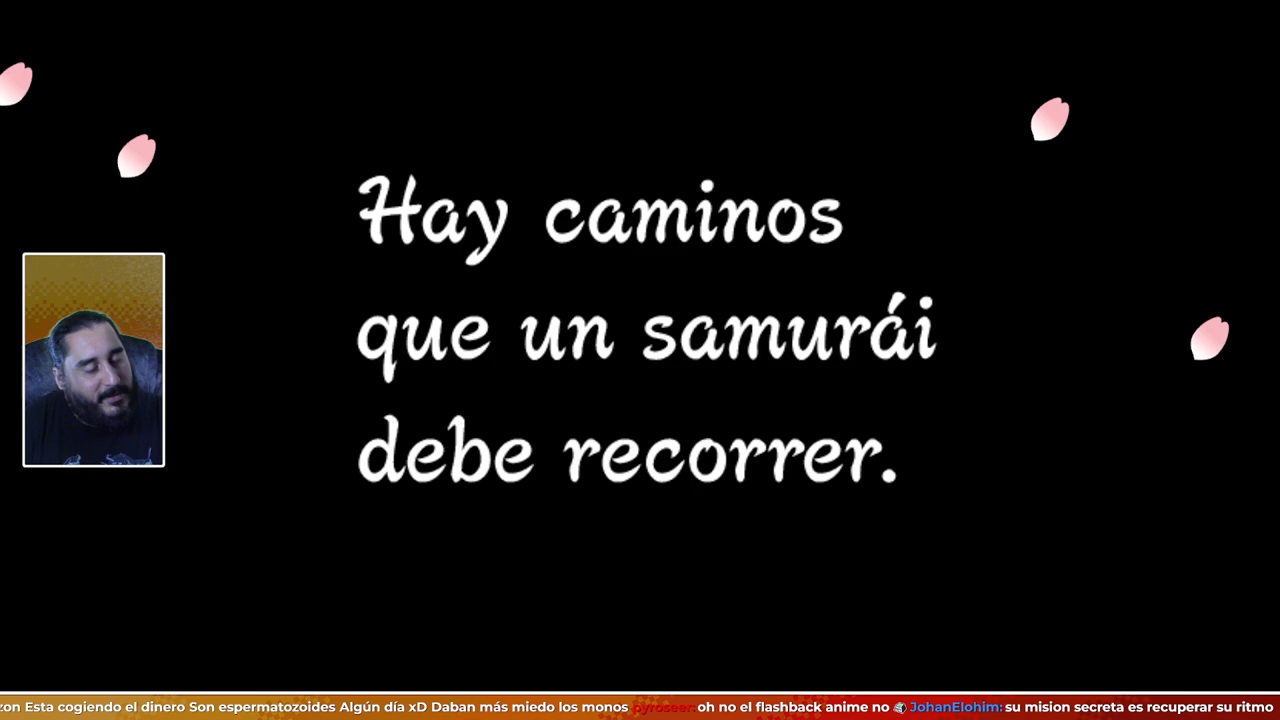 Hay caminos
que un samurái
debe recorrer.
zon Esta cogiendo el dinero Son espermatozoides Algún día xD Daban más miedo los monos pyroseer: oh no el flashback anime no JohanElohim: su mision secreta es recuperar su ritmo